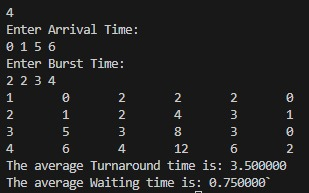 4
Enter Arrival Time:
0 1 5 6
Enter Burst Time:
2 2 3 4
1 0 2 2 2 0
2 1 2 4 3 1
3 5 3 8 3 0
4 6 4 12 6 2
The average Turnaround time is: 3.500000
The average Waiting time is: 0.750000`